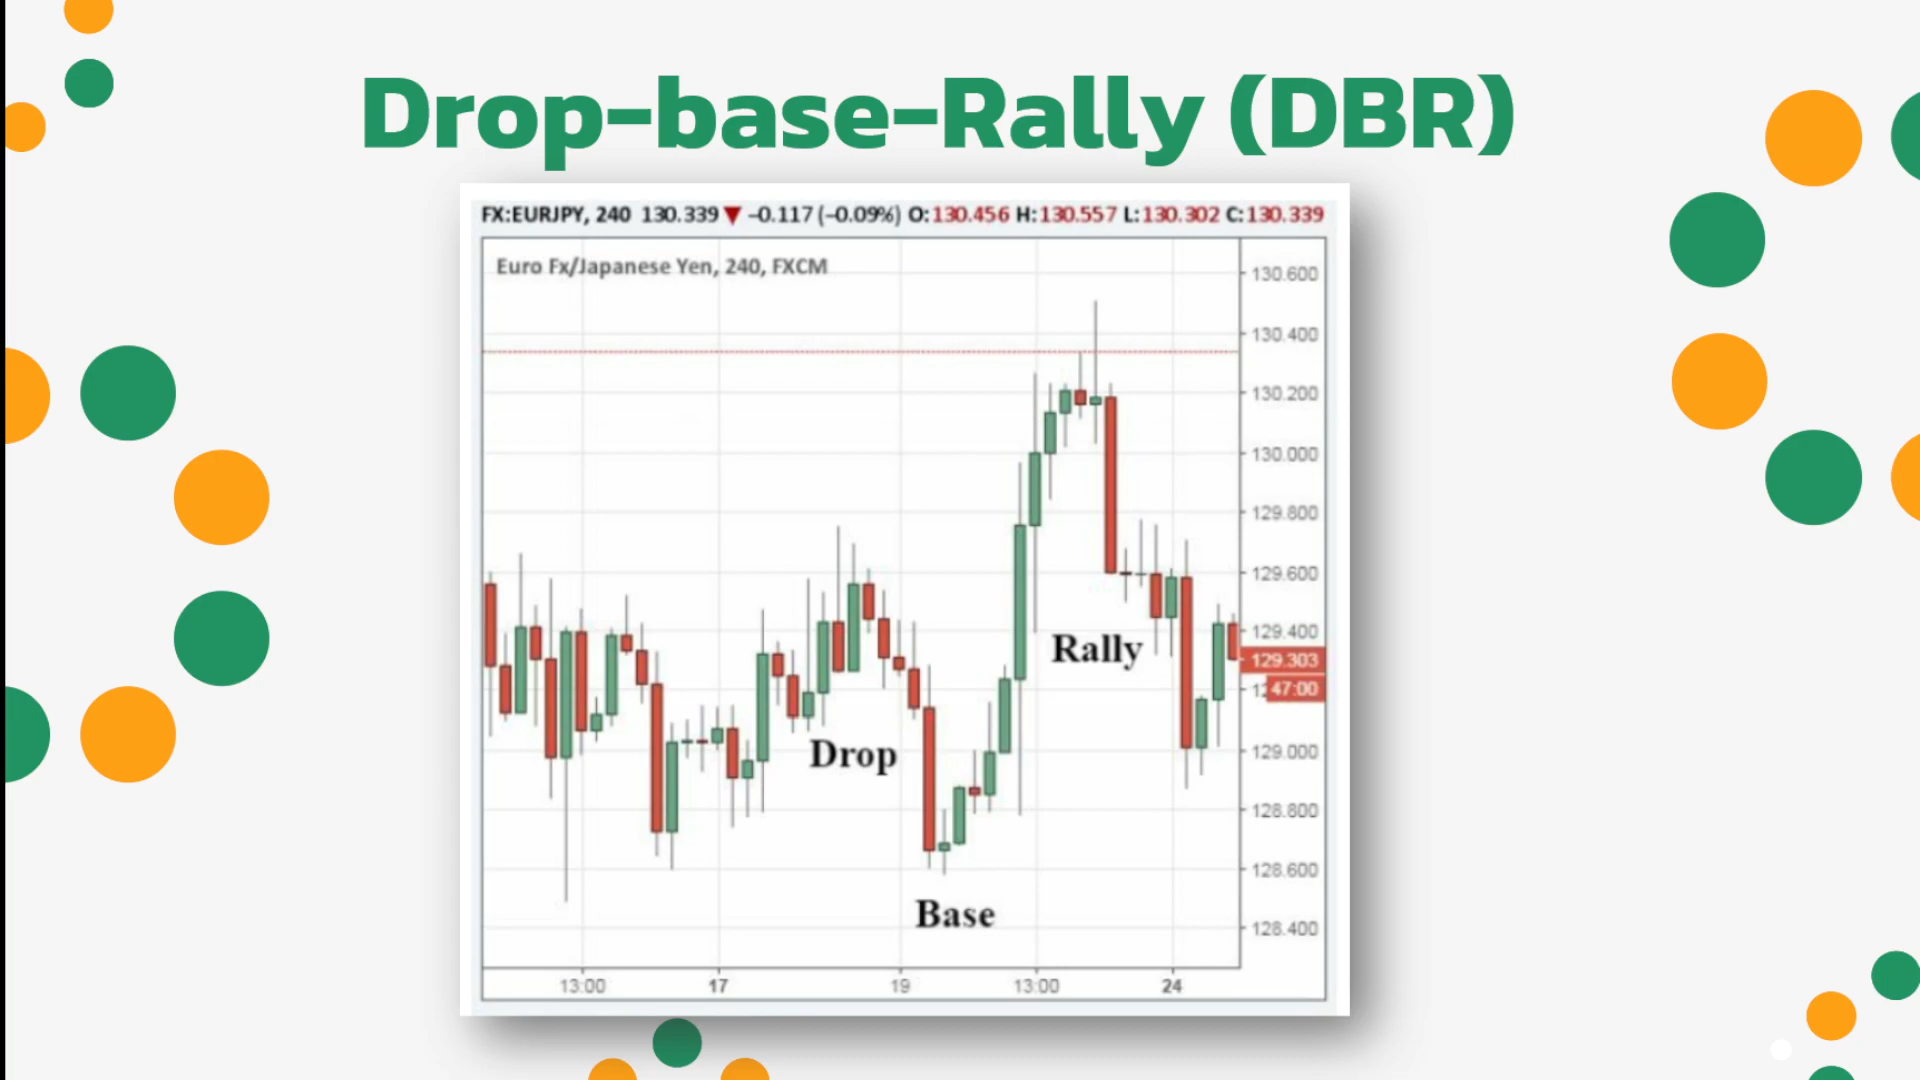 Drop-base-Rally (DBR)
FX:EURJPY, 240 130.339 ▼ -0.117 (-0.09%) O:130.456 H:130.557 L:130.302 C:130.339
Euro Fx/Japanese Yen, 240, FXCM
130.600
130.400
130.200
130.000
129.800
129.600
129.400
129.303
47:00
129.000
128.800
128.600
128.400
Rally
Drop
Base
13:00 17 19 13:00 24